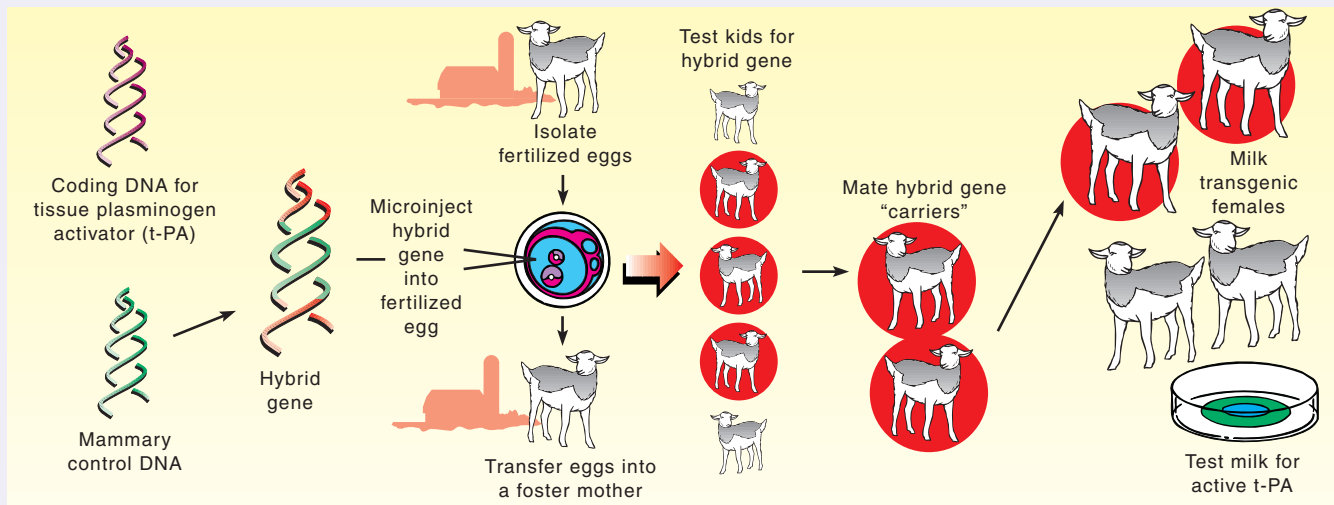 Coding DNA for
tissue plasminogen
activator (t-PA)
Mammary
control DNA
Hybrid
gene
Microinject
hybrid
gene
into
fertilized
egg
Isolate
fertilized eggs
Transfer eggs into
a foster mother
Test kids for
hybrid gene
Mate hybrid gene
“carriers”
Milk
transgenic
females
Test milk for
active t-PA